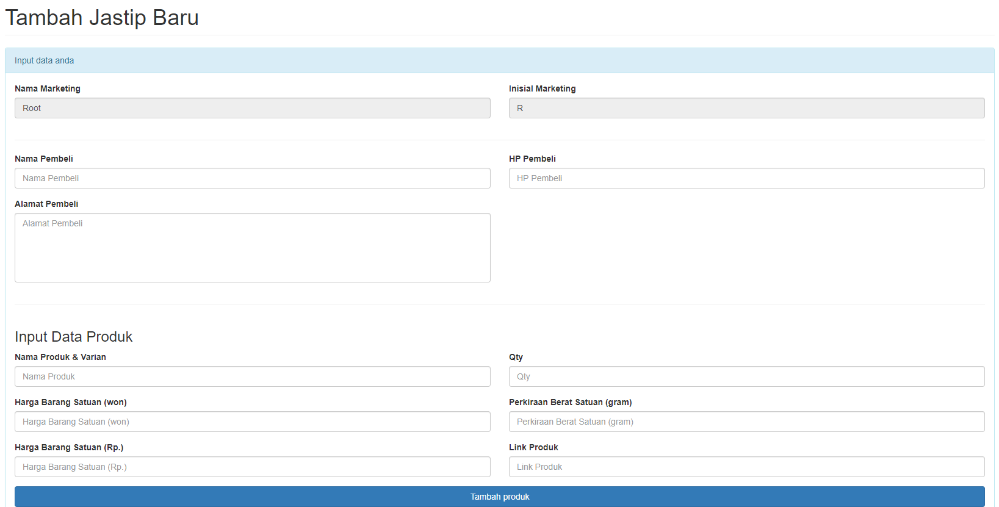 Tambah Jastip Baru
Input data anda
Nama Marketing
Inisial Marketing
Root
R
Nama Pembeli
HP Pembeli
Nama Pembeli
HP Pembeli
Alamat Pembeli
Alamat Pembeli
Input Data Produk
Nama Produk & Varian
Qty
Nama Produk
Qty
Harga Barang Satuan (won)
Perkiraan Berat Satuan (gram)
Harga Barang Satuan (won)
Perkiraan Berat Satuan (gram)
Harga Barang Satuan (Rp.)
Link Produk
Harga Barang Satuan (Rp.)
Link Produk
Tambah produk